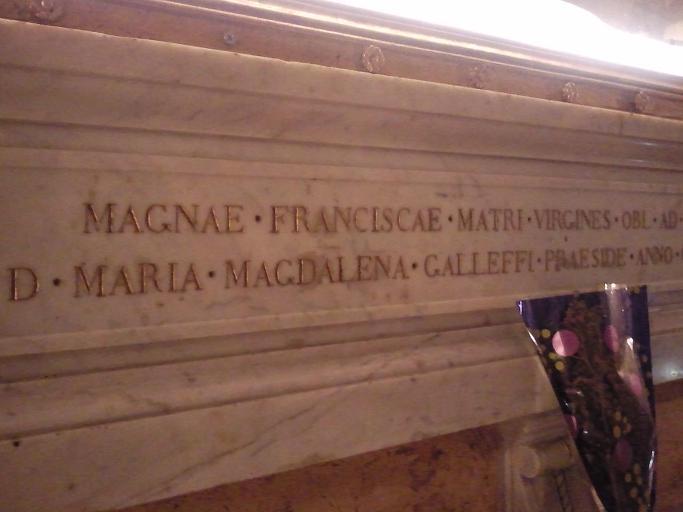 MAGNAE · FRANCISCAE · MATRI · VIRGINES · OBL · AD ·
D · MARIA · MAGDALENA · GALLEFFI · PRAESIDE · ANNO ·